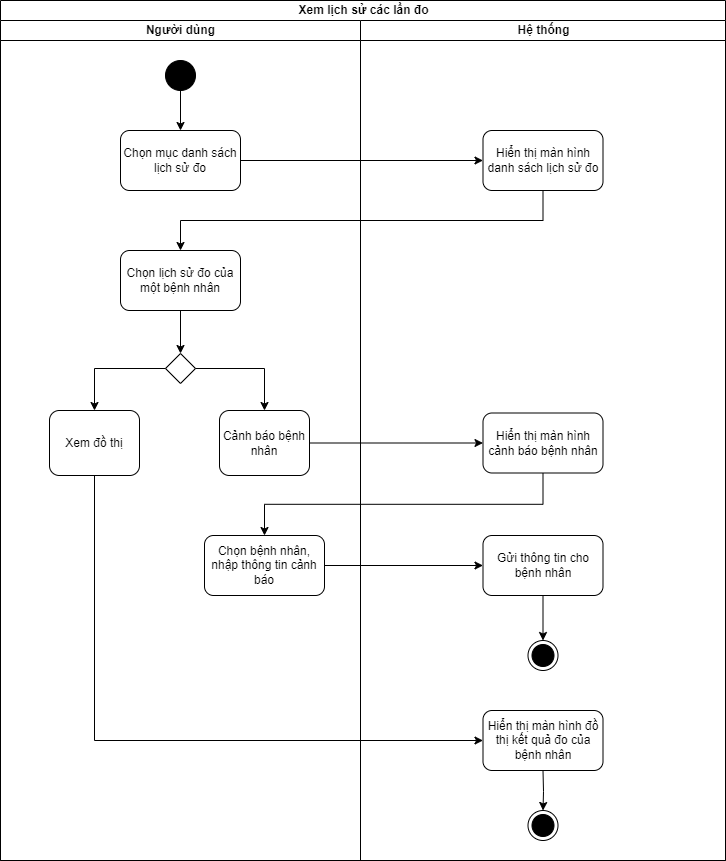 Xem lịch sử các lần đo
Người dùng
Hệ thống
Chọn mục danh sách
lịch sử đo
Hiển thị màn hình
danh sách lịch sử đo
Chọn lịch sử đo của
một bệnh nhân
Xem đồ thị
Cảnh báo bệnh
nhân
Hiển thị màn hình
cảnh báo bệnh nhân
Chọn bệnh nhân,
nhập thông tin cảnh
báo
Gửi thông tin cho
bệnh nhân
Hiển thị màn hình đồ
thị kết quả đo của
bệnh nhân